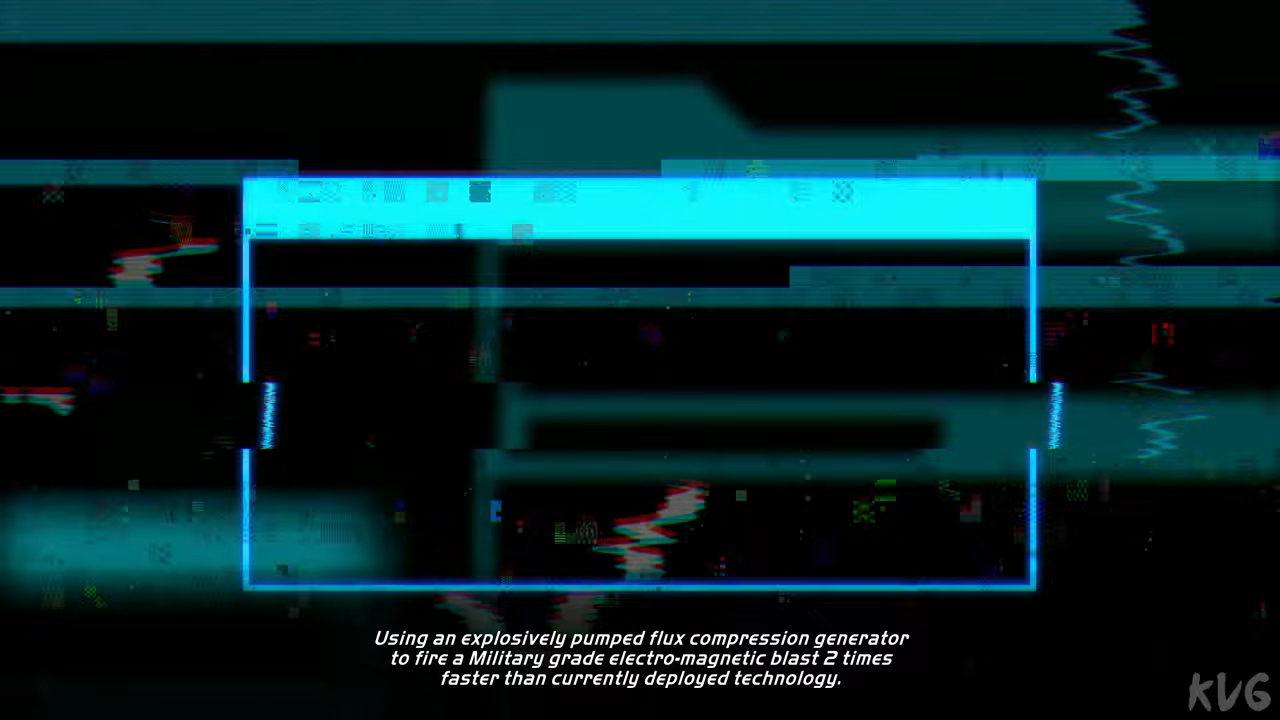 Using an explosively pumped flux compression generator
to fire a Military grade electro-magnetic blast 2 times
faster than currently deployed technology.
KVG